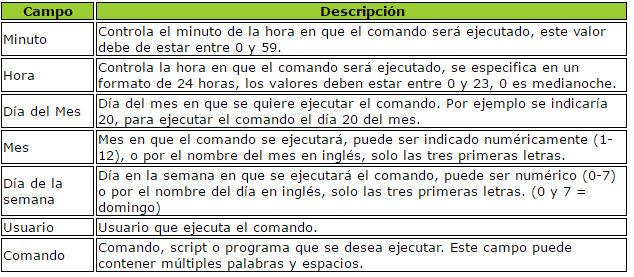 Campo Descripción
Minuto Controla el minuto de la hora en que el comando será ejecutado, este valor
debe de estar entre 0 y 59.
Hora Controla la hora en que el comando será ejecutado, se especifica en un
formato de 24 horas, los valores deben estar entre 0 y 23, 0 es medianoche.
Día del Mes Día del mes en que se quiere ejecutar el comando. Por ejemplo se indicaría
20, para ejecutar el comando el día 20 del mes.
Mes Mes en que el comando se ejecutará, puede ser indicado numéricamente (1-
12), o por el nombre del mes en inglés, solo las tres primeras letras.
Día de la
semana
Día en la semana en que se ejecutará el comando, puede ser numérico (0-7)
o por el nombre del día en inglés, solo las tres primeras letras. (0 y 7 =
domingo)
Usuario Usuario que ejecuta el comando.
Comando Comando, script o programa que se desea ejecutar. Este campo puede
contener múltiples palabras y espacios.